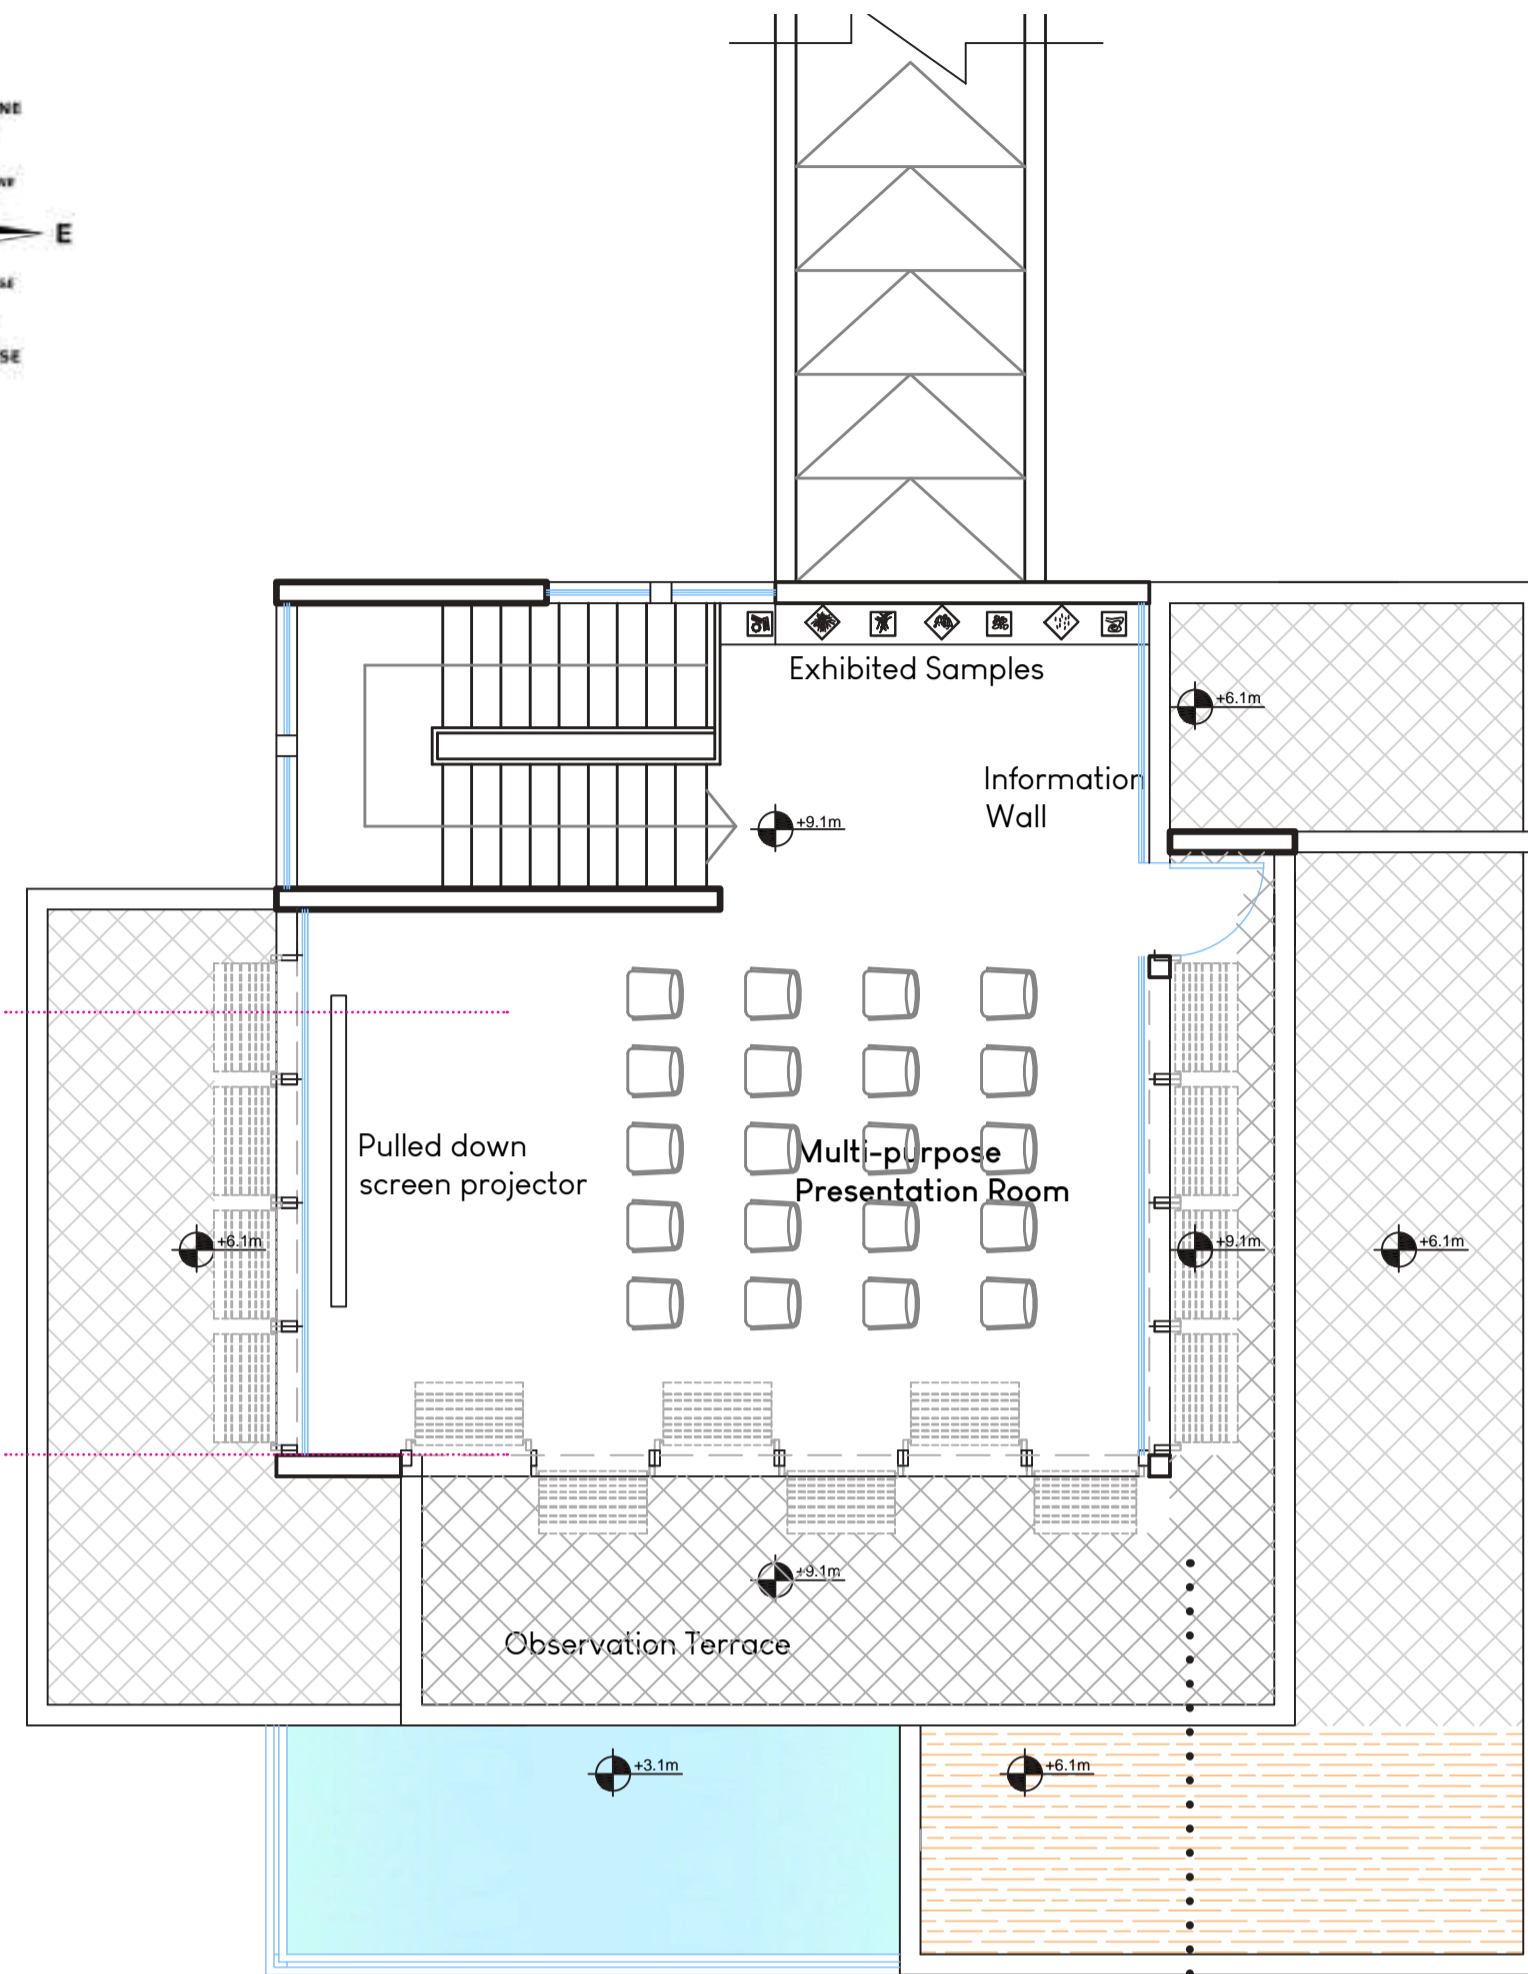 NE
E
SE
Exhibited Samples
+6.1m
Information
Wall
+9.1m
Pulled down
screen projector
Multi-purpose
Presentation Room
+6.1m
+9.1m
+6.1m
+9.1m
Observation Terrace
+3.1m
+6.1m